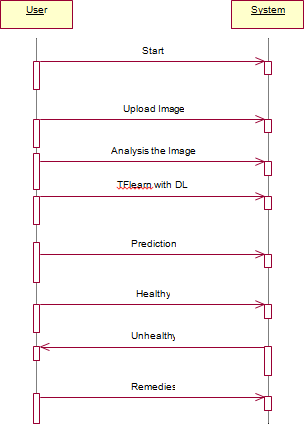 User
System
Start
Upload Image
Analysis the Image
TFlearn with DL
Prediction
Healthy
Unhealthy
Remedies